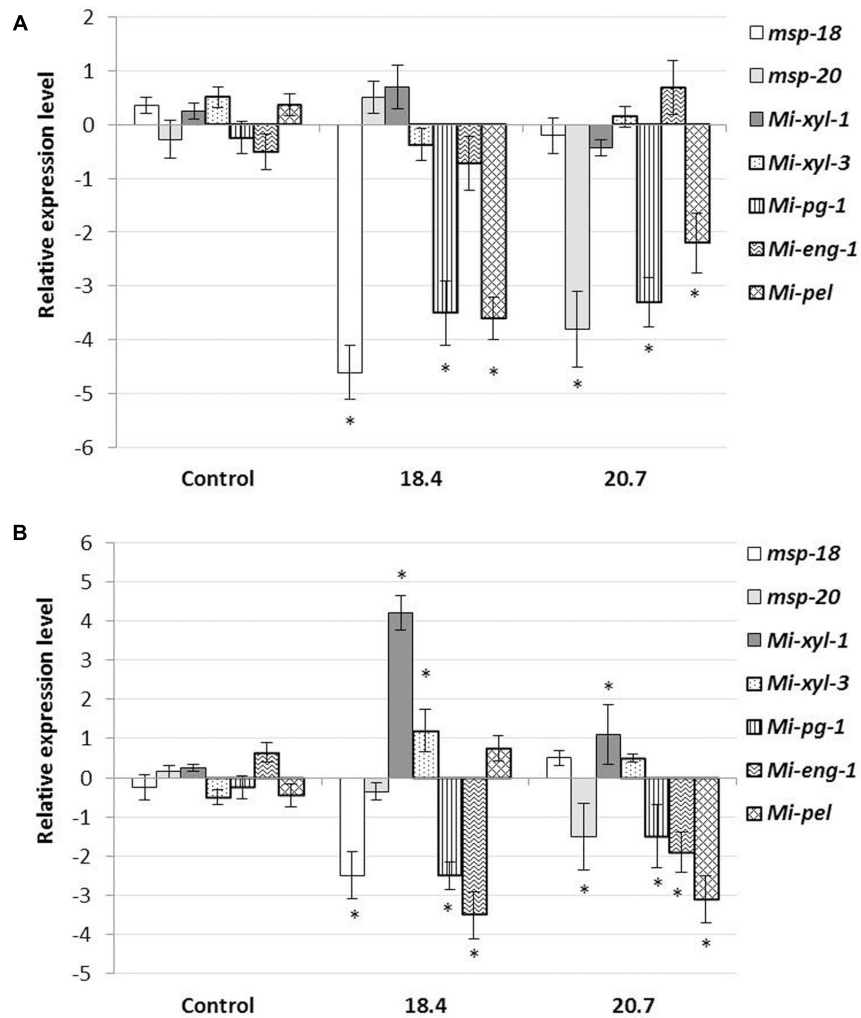 A
Relative expression level
2
1
0
-1
-2
-3
-4
-5
-6
* * * * * *
Control 18.4 20.7
msp-18
msp-20
Mi-xyl-1
Mi-xyl-3
Mi-pg-1
Mi-eng-1
Mi-pel
B
Relative expression level
6
5
4
3
2
1
0
-1
-2
-3
-4
-5
* * * * * * * * * *
Control 18.4 20.7
msp-18
msp-20
Mi-xyl-1
Mi-xyl-3
Mi-pg-1
Mi-eng-1
Mi-pel